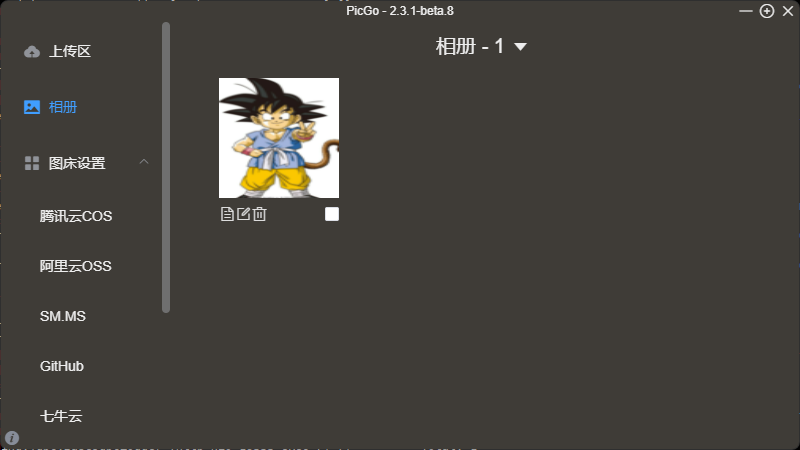 PicGo - 2.3.1-beta.8
上传区
相册
图床设置
腾讯云COS
阿里云OSS
SM.MS
GitHub
七牛云
相册 - 1